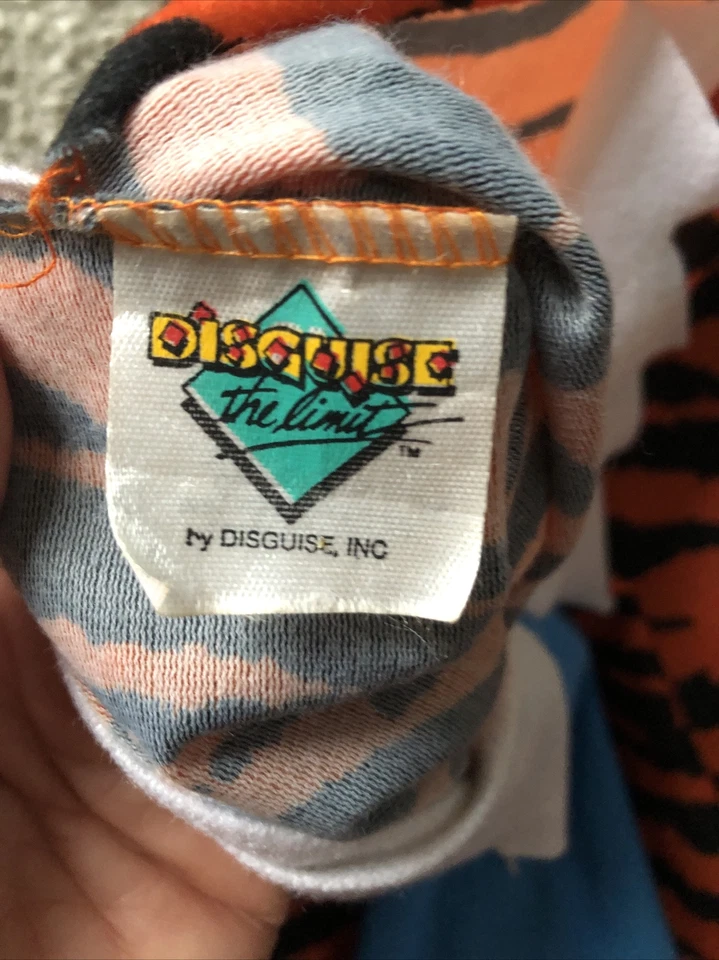 DISGUISE
the limit
TM
by DISGUISE, INC